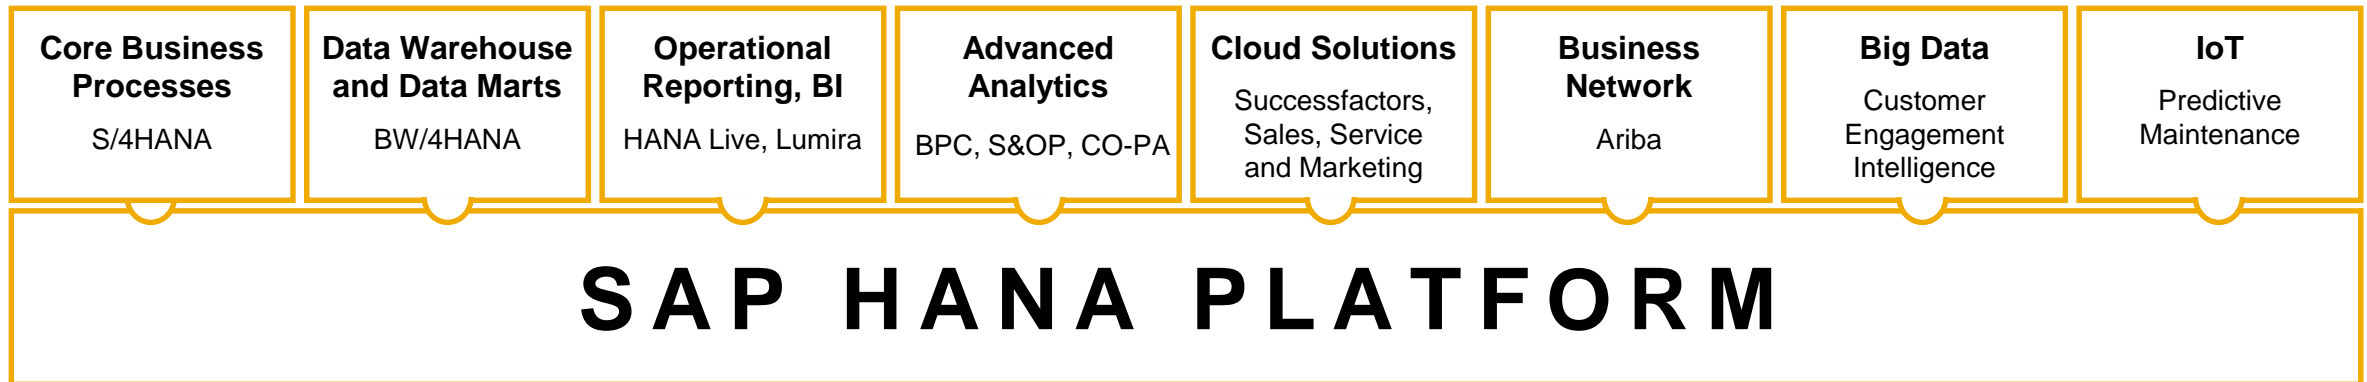 Core Business
Processes
S/4HANA
Data Warehouse
and Data Marts
BW/4HANA
Operational
Reporting, BI
HANA Live, Lumira
Advanced
Analytics
BPC, S&OP, CO-PA
Cloud Solutions
Successfactors,
Sales, Service
and Marketing
Business
Network
Ariba
Big Data
Customer
Engagement
Intelligence
IoT
Predictive
Maintenance
SAP HANA PLATFORM